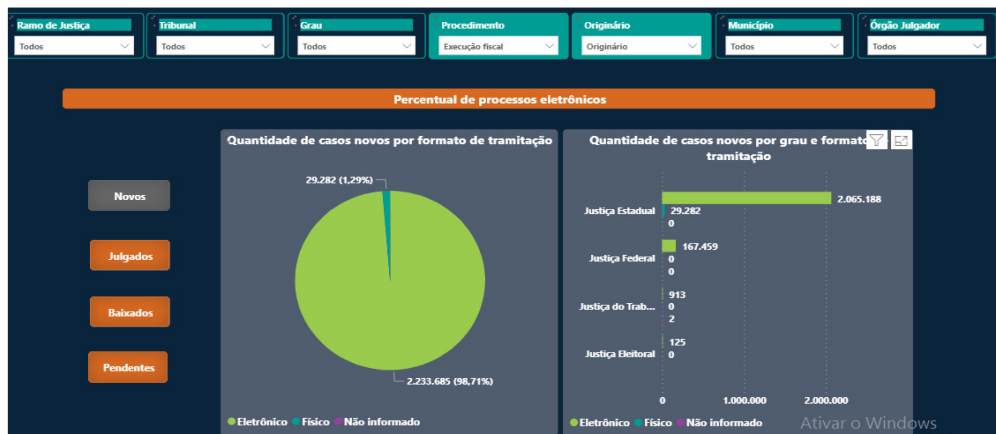 Ramo de Justiça
Todos
Tribunal
Todos
Grau
Todos
Procedimento
Execução fiscal
Originário
Originário
Município
Todos
Órgão Julgador
Todos
Percentual de processos eletrônicos
Novos
Julgados
Baixados
Pendentes
Quantidade de casos novos por formato de tramitação
29.282 (1,29%)
2.233.685 (98,71%)
Eletrônico Físico Não informado
Quantidade de casos novos por grau e formato
tramitação
Justiça Estadual
2.065.188
29.282
0
Justiça Federal
167.459
0
0
Justiça do Trab...
913
0
2
Justiça Eleitoral
125
0
0 1.000.000 2.000.000
Eletrônico Físico Não informado
Ativar o Windows